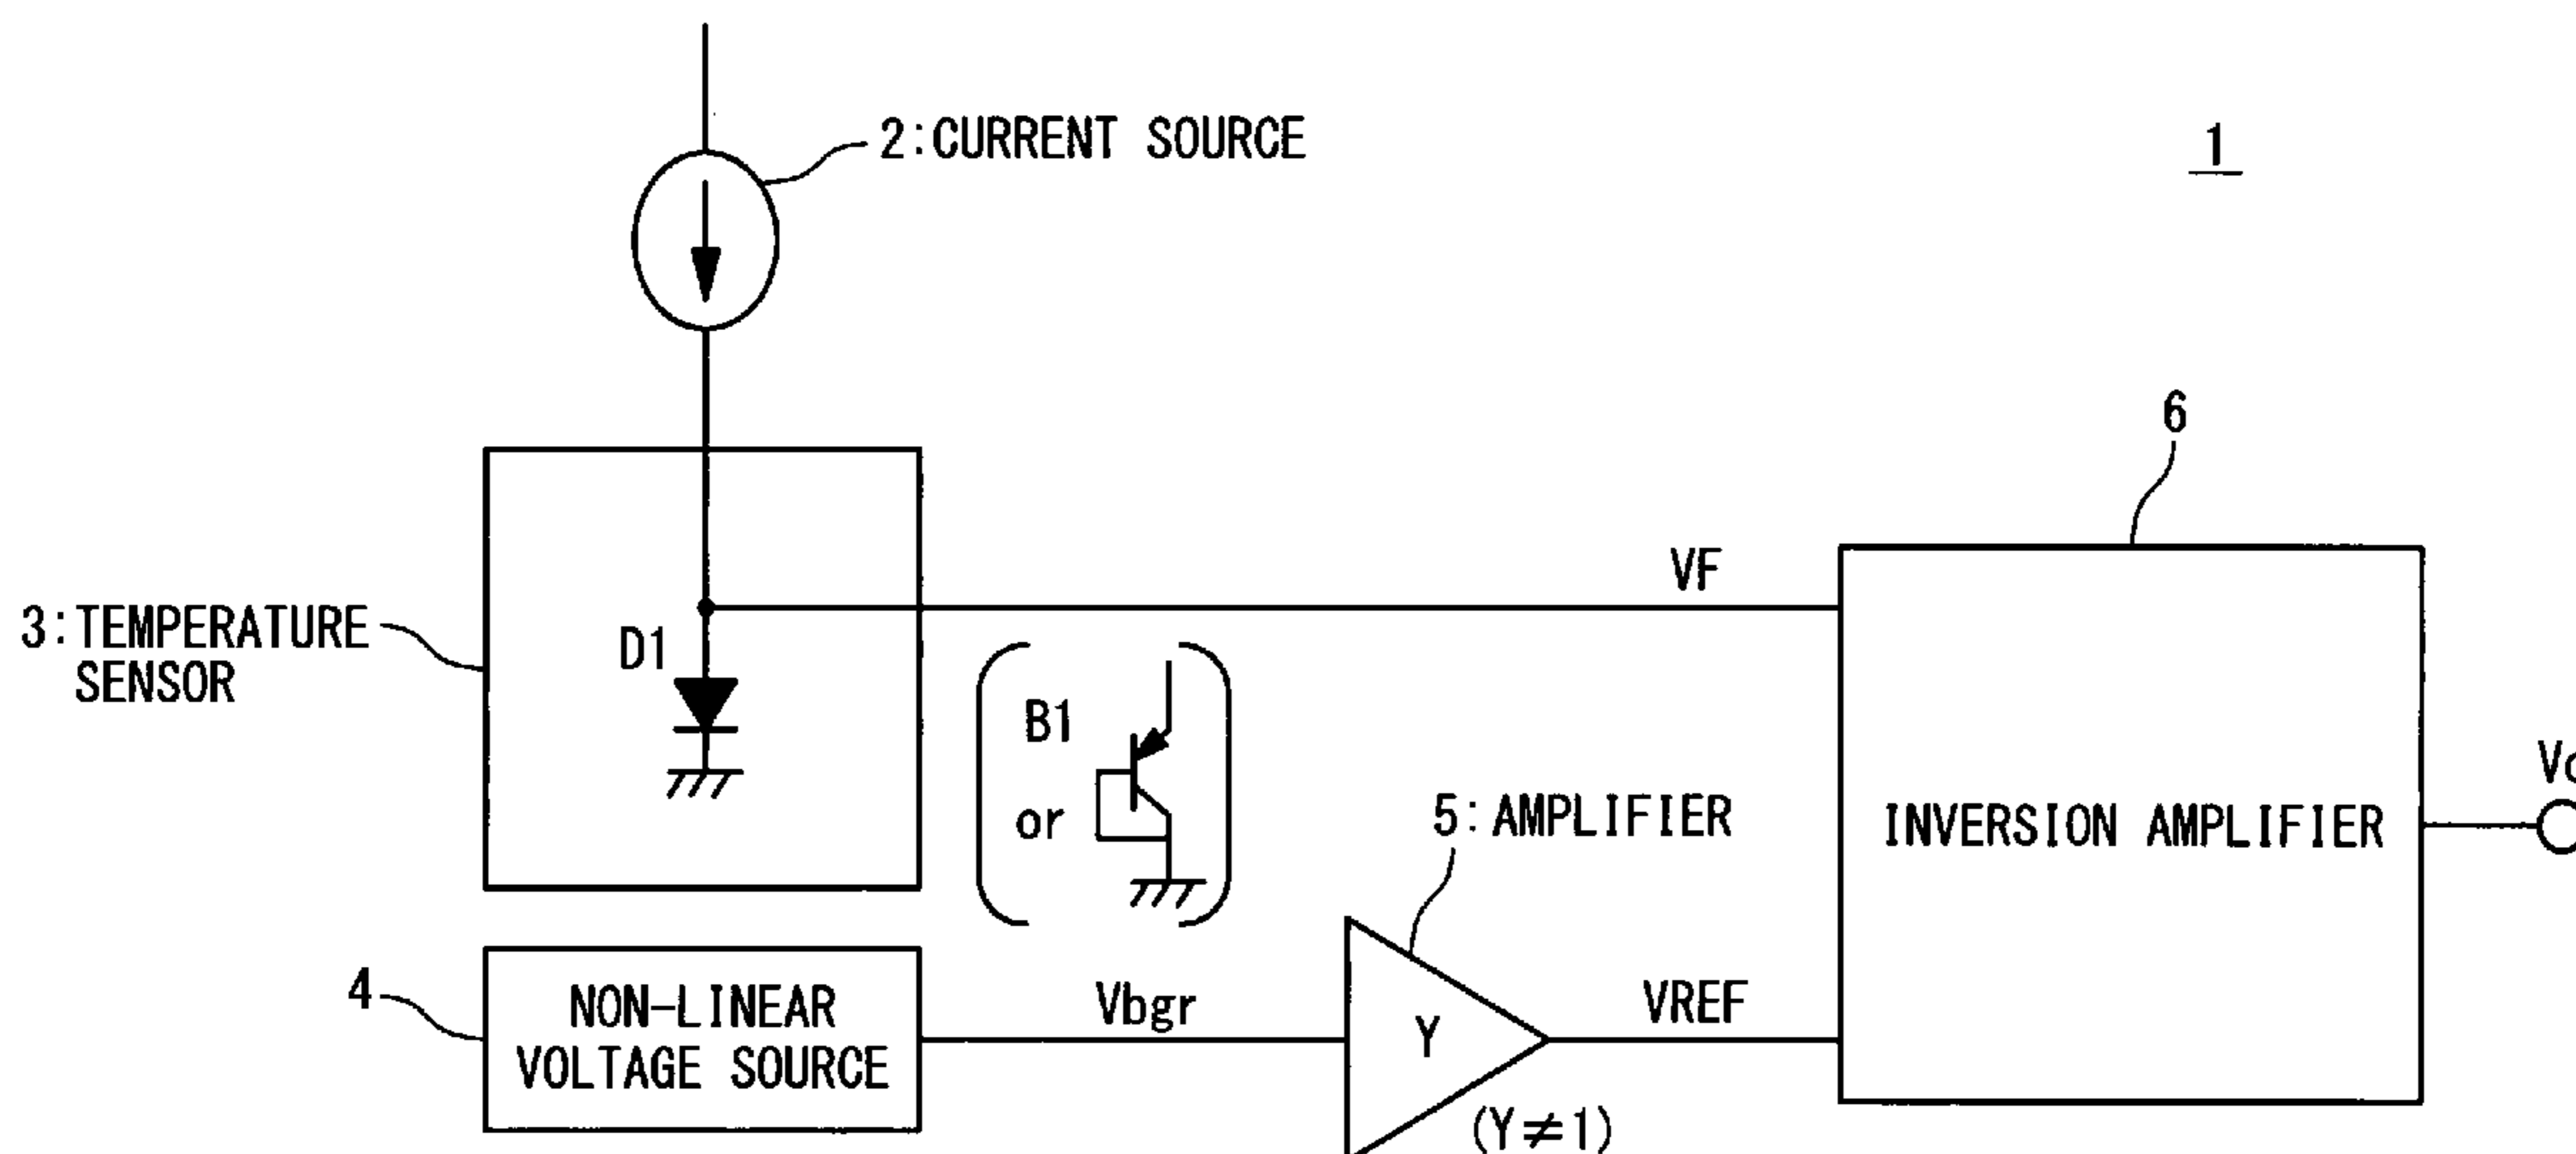 2:CURRENT SOURCE
1
6
VF
3:TEMPERATURE
SENSOR
D1
B1
or
5:AMPLIFIER
INVERSION AMPLIFIER
4
NON-LINEAR
VOLTAGE SOURCE
Vbgr
Y
VREF
(Y≠1)